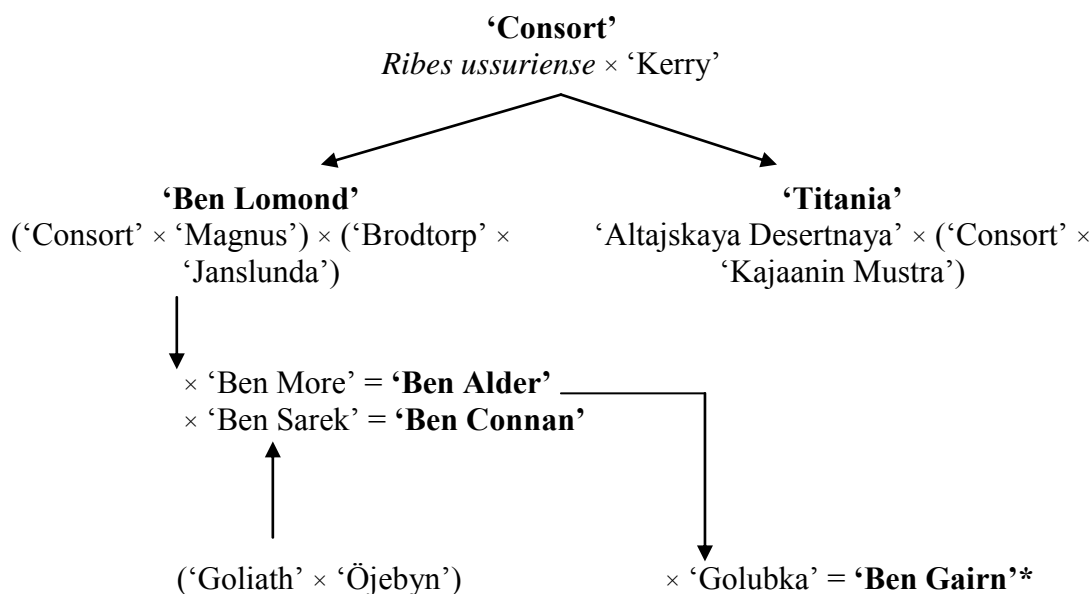 ‘Consort’
Ribes ussuriense × ‘Kerry’
‘Ben Lomond’
(‘Consort’ × ‘Magnus’) × (‘Brodtorp’ ×
‘Janslunda’)
‘Titania’
‘Altajskaya Desertnaya’ × (‘Consort’ ×
‘Kajaanin Mustra’)
× ‘Ben More’ = ‘Ben Alder’
× ‘Ben Sarek’ = ‘Ben Connan’
(‘Goliath’ × ‘Öjebyn’)
× ‘Golubka’ = ‘Ben Gairn’*